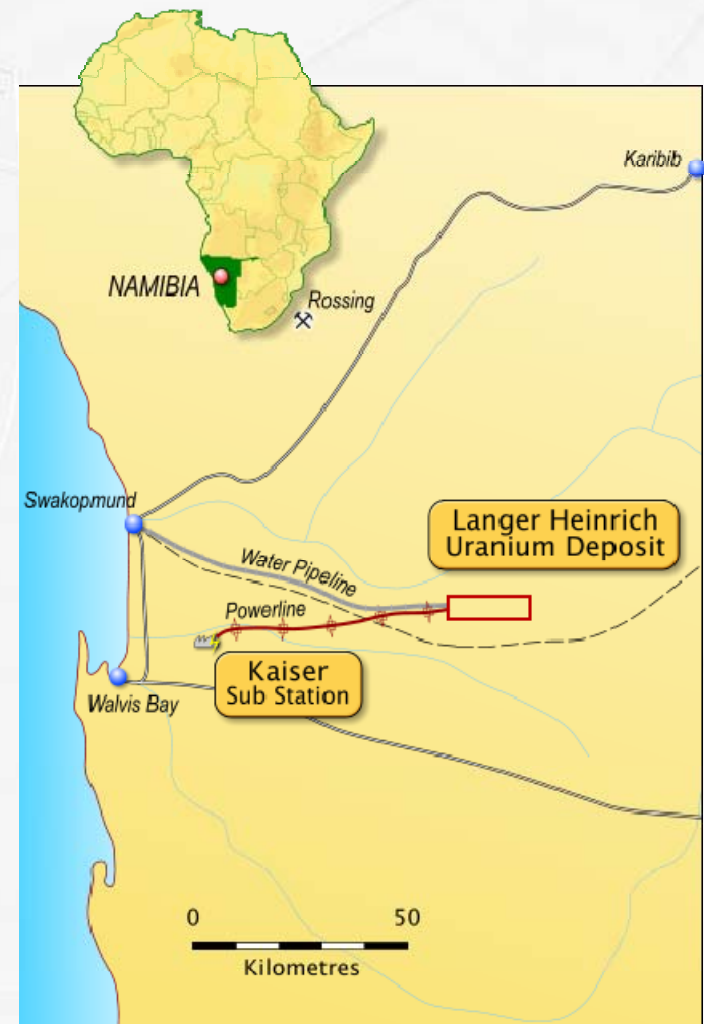 Karibib
NAMIBIA
Rossing
Swakopmund
Langer Heinrich
Uranium Deposit
Water Pipeline
Powerline
Kaiser
Sub Station
Walvis Bay
0 50
Kilometres